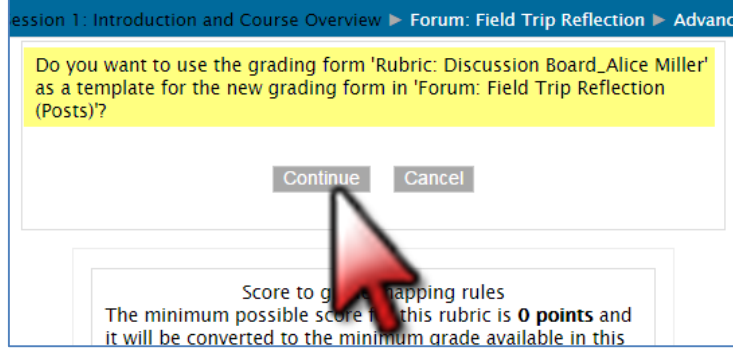 ession 1: Introduction and Course Overview ► Forum: Field Trip Reflection ► Advanc
Do you want to use the grading form 'Rubric: Discussion Board_Alice Miller'
as a template for the new grading form in 'Forum: Field Trip Reflection
(Posts)'?
Continue Cancel
Score to mapping rules
The minimum possible this rubric is 0 points and
it will be converted to the minimum grade available in this